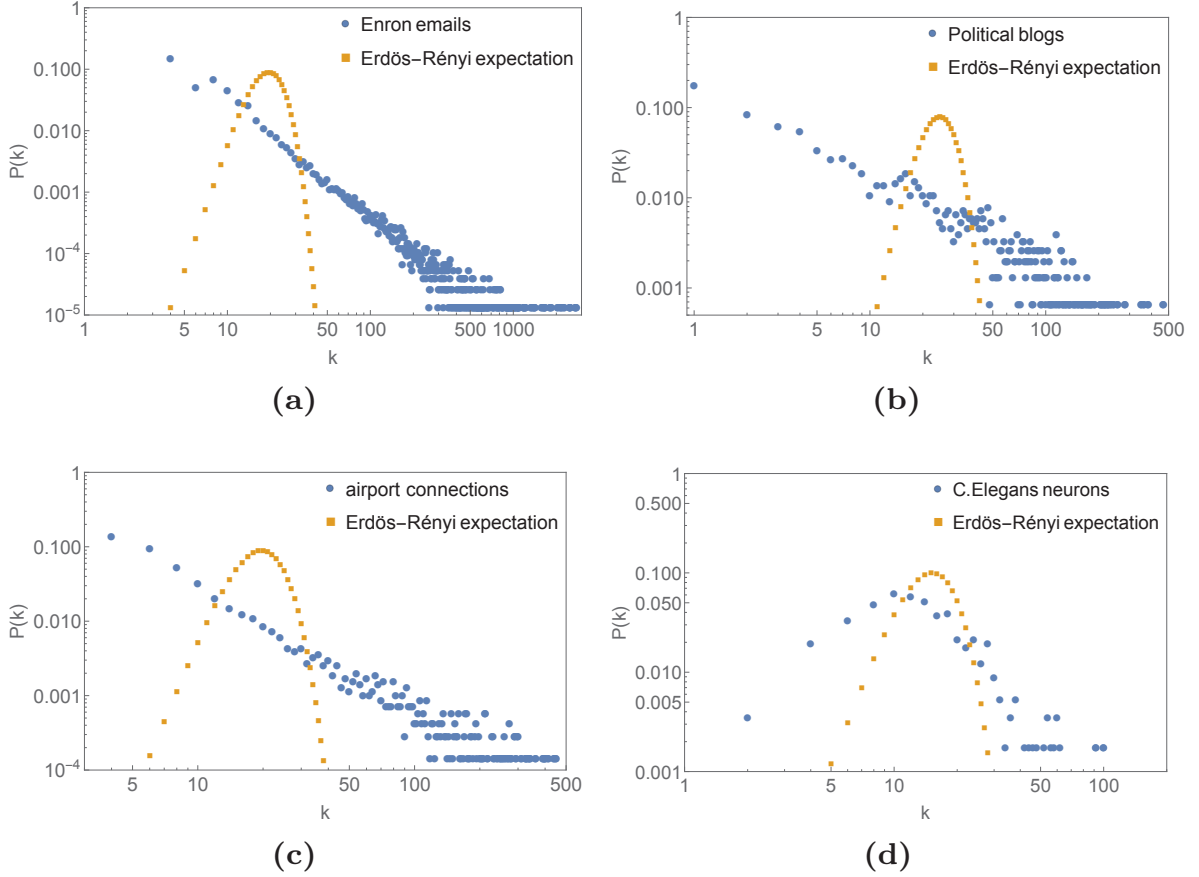 1
0.100
0.010
0.001
10⁻⁴
10⁻⁵
P(k)
Enron emails
Erdös–Rényi expectation
1 5 10 50 100 500 1000
k
(a)
1
0.100
0.010
0.001
P(k)
Political blogs
Erdös–Rényi expectation
1 5 10 50 100 500
k
(b)
1
0.100
0.010
0.001
10⁻⁴
P(k)
airport connections
Erdös–Rényi expectation
5 10 50 100 500
k
(c)
1
0.500
0.100
0.050
0.010
0.005
0.001
P(k)
C.Elegans neurons
Erdös–Rényi expectation
1 5 10 50 100
k
(d)